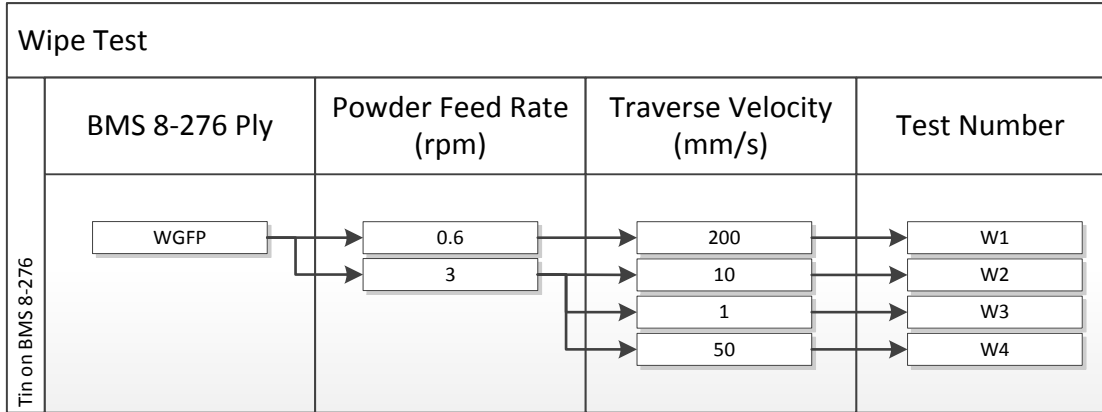 Wipe Test
BMS 8-276 Ply
Powder Feed Rate
(rpm)
Traverse Velocity
(mm/s)
Test Number
Tin on BMS 8-276
WGFP
0.6
200
W1
3
10
W2
1
W3
50
W4